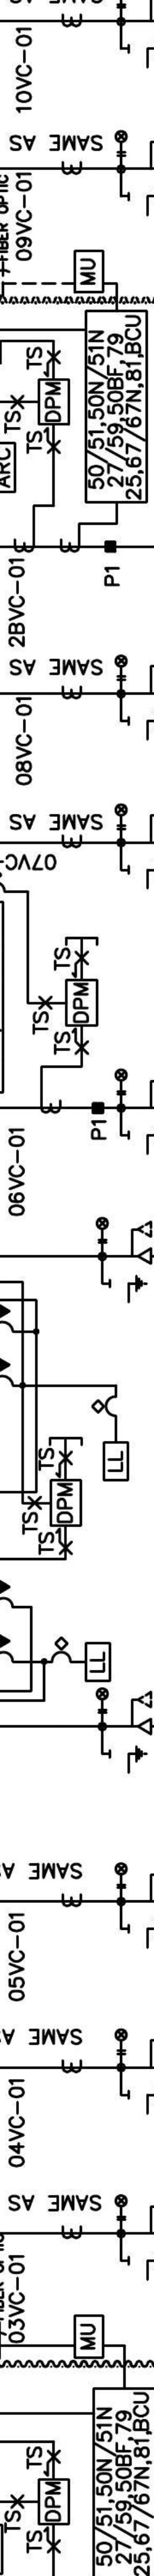 10VC-01
SAME AS
09VC-01
FIBER OPTIC
MU
50/51,50N/51N
27/59,50BF,79
25,67/67N,81,BCU
TS
TS
DPM
TS
ARC
2BVC-01
P1
SAME AS
08VC-01
SAME AS
07VC
TS
TS
DPM
TS
P1
06VC-01
LL
TS
TS
DPM
TS
LL
SAME AS
05VC-01
SAME AS
04VC-01
SAME AS
03VC-01
MU
50/51,50N/51N
27/59,50BF,79
25,67/67N,81,BCU
TS
TS
DPM
TS